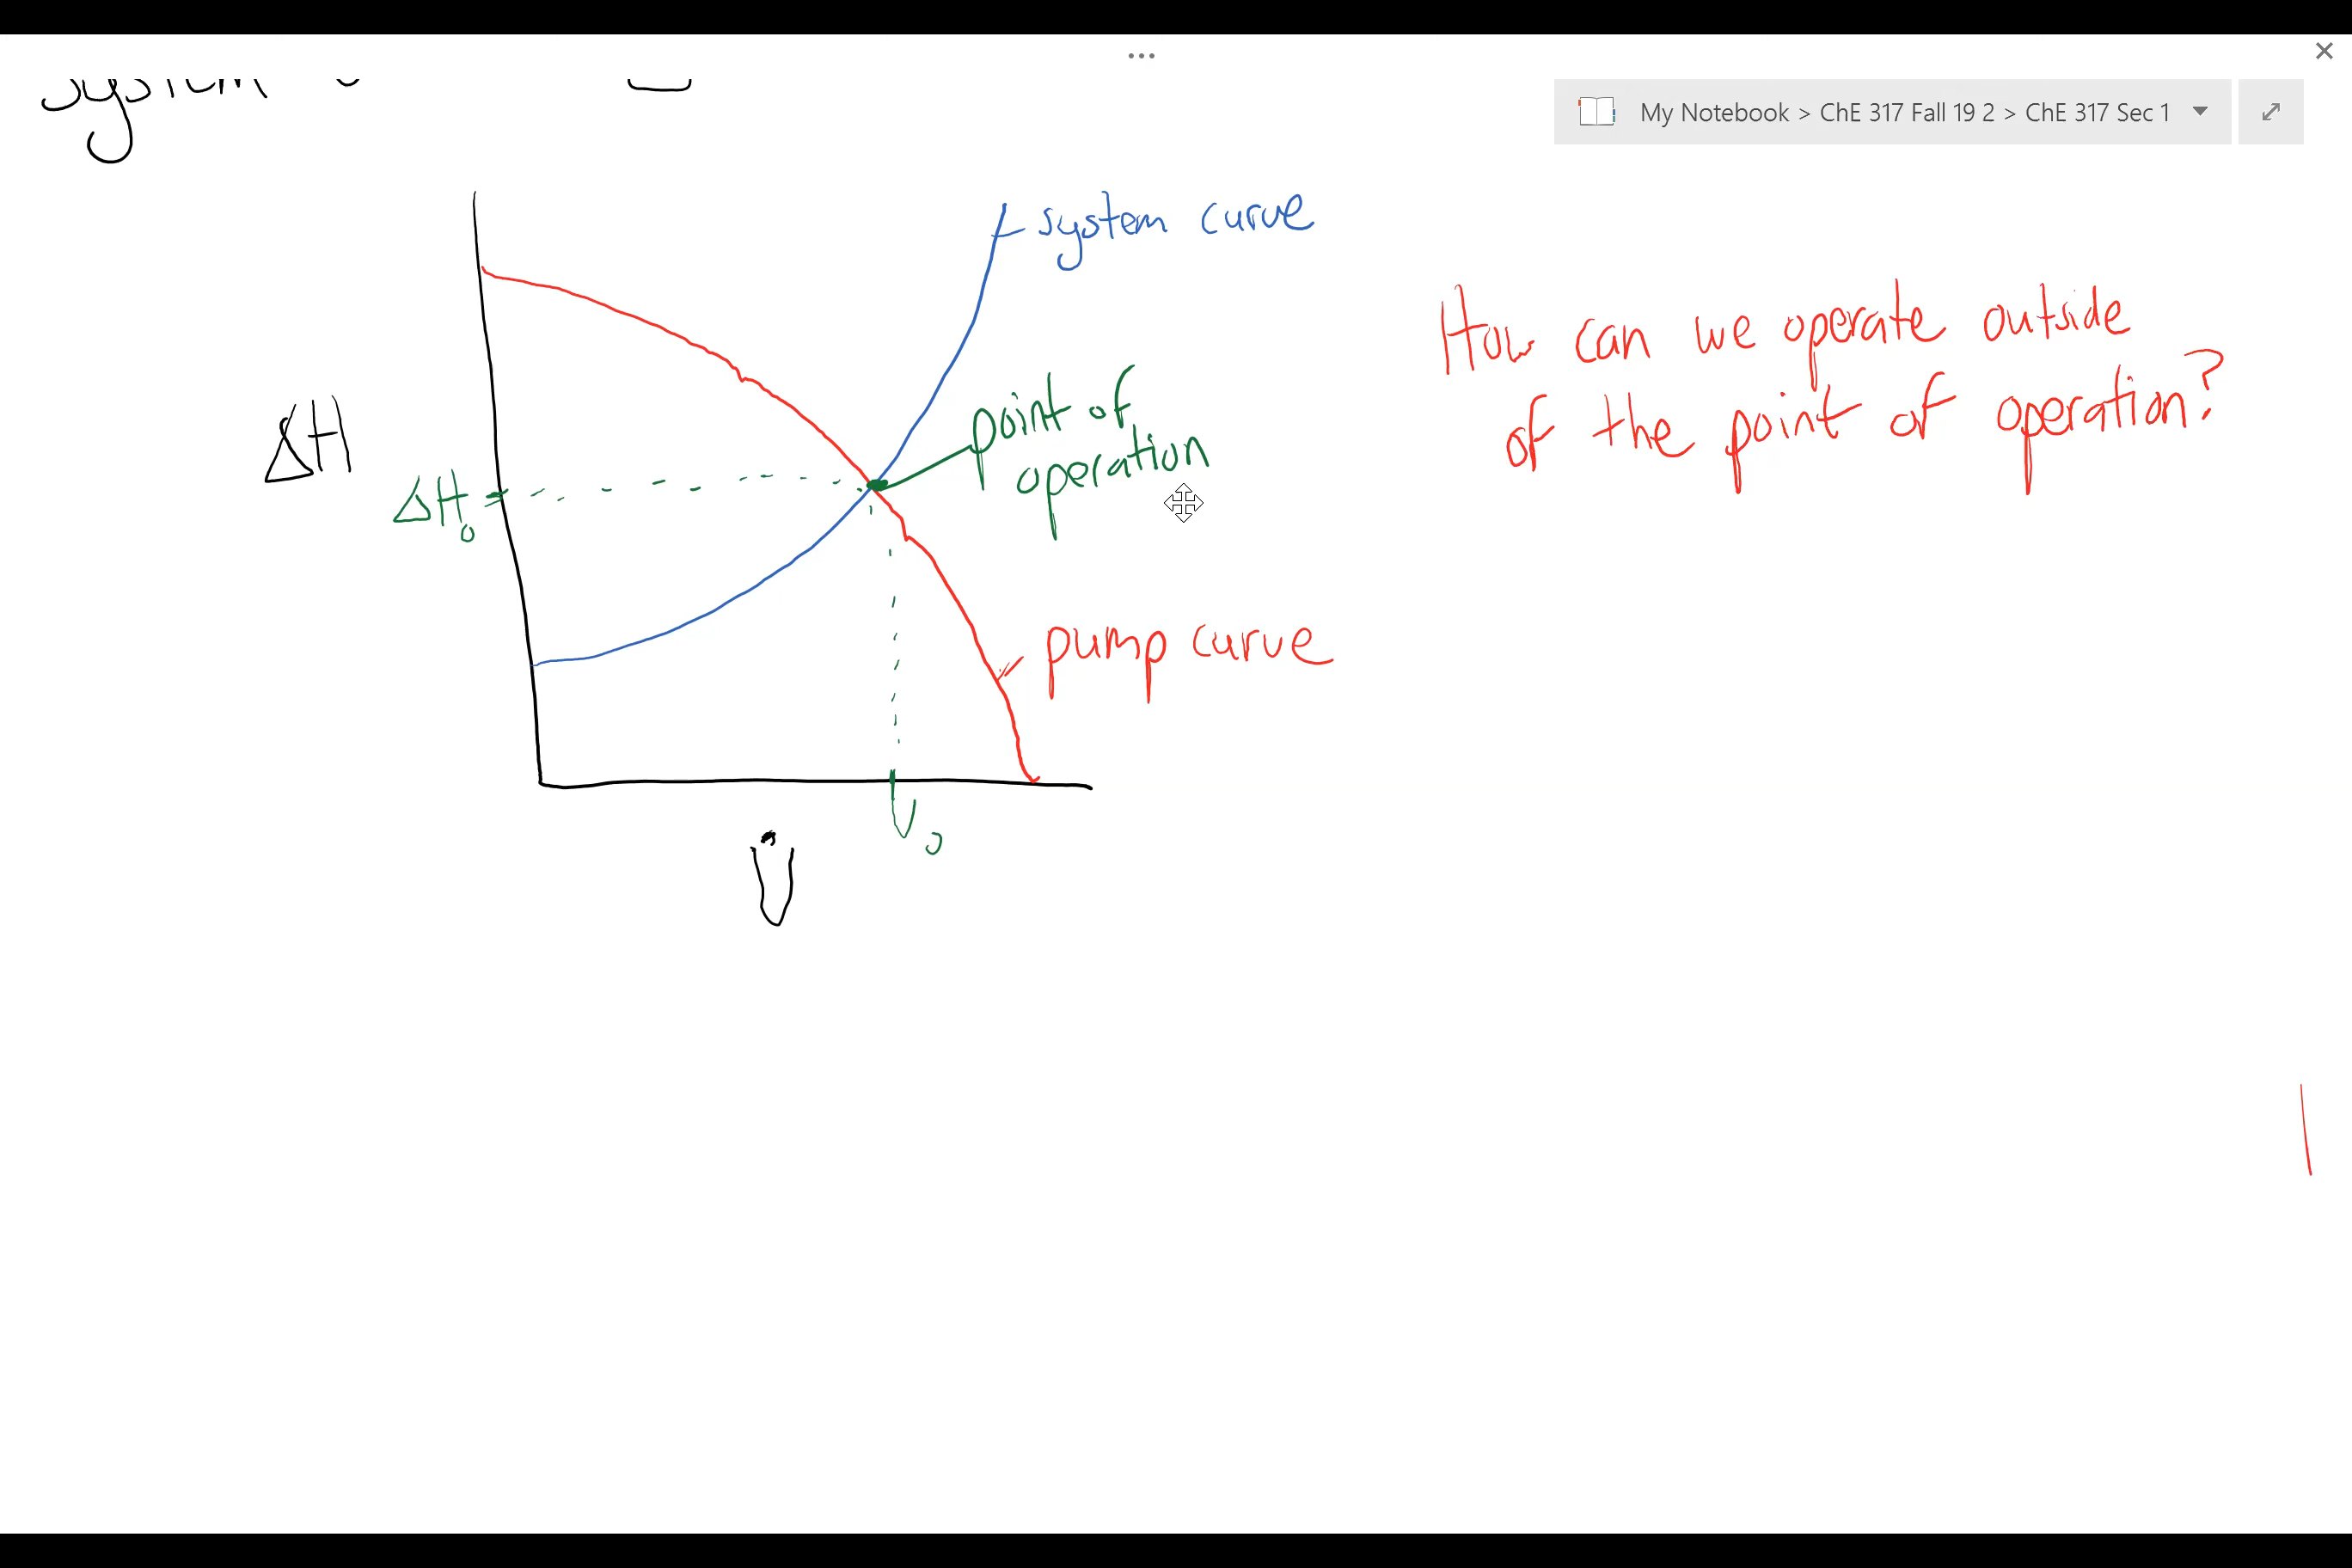 System
My Notebook > ChE 317 Fall 19 2 > ChE 317 Sec 1
system curve
How can we operate outside
of the point of operation?
ΔH
point of
operation
ΔH₀
pump curve
V₀
V̇